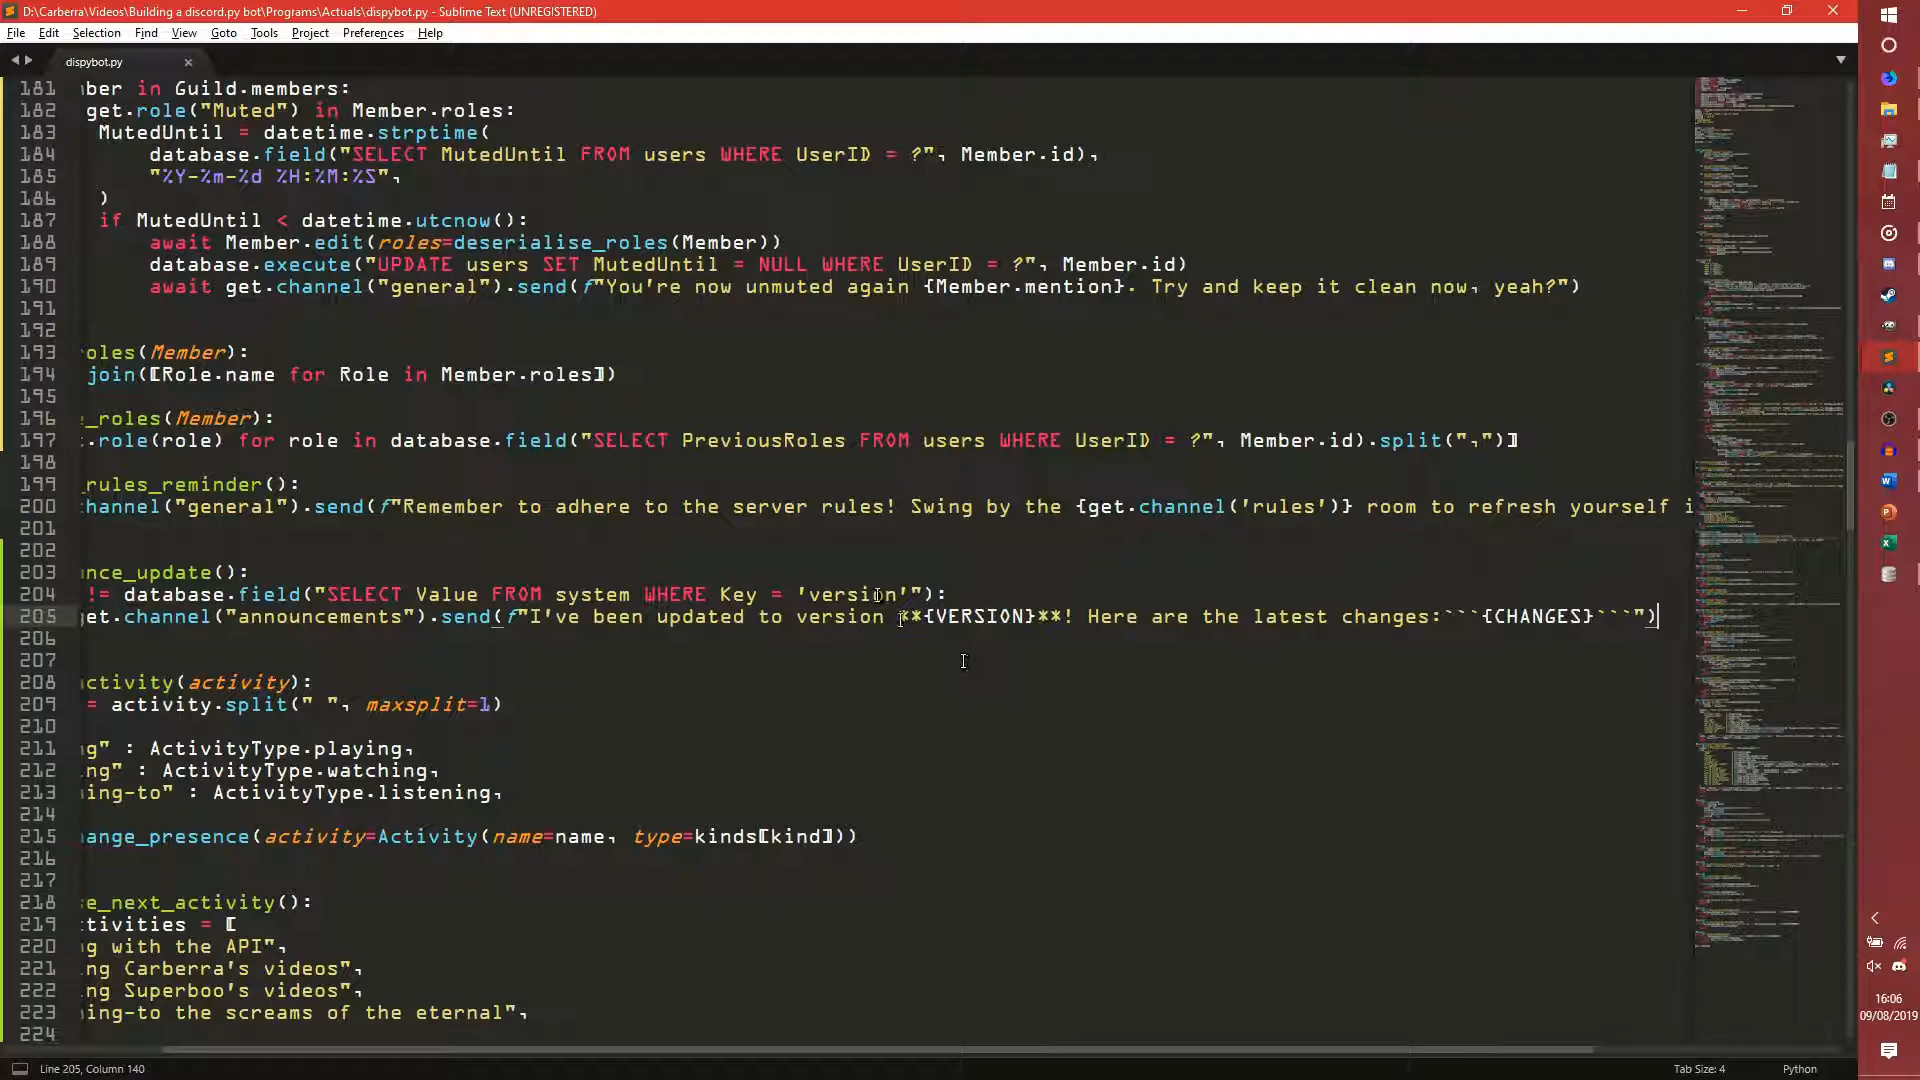 D:\Carberra\Videos\Building a discord.py bot\Programs\Actuals\dispybot.py - Sublime Text (UNREGISTERED)
File Edit Selection Find View Goto Tools Project Preferences Help
dispybot.py
181 ber in Guild.members:
182 get.role("Muted") in Member.roles:
183 MutedUntil = datetime.strptime(
184 database.field("SELECT MutedUntil FROM users WHERE UserID = ?", Member.id),
185 "%Y-%m-%d %H:%M:%S",
186 )
187 if MutedUntil < datetime.utcnow():
188 await Member.edit(roles=deserialise_roles(Member))
189 database.execute("UPDATE users SET MutedUntil = NULL WHERE UserID = ?", Member.id)
190 await get.channel("general").send(f"You're now unmuted again {Member.mention}. Try and keep it clean now, yeah?")
191
192
193 oles(Member):
194 join([Role.name for Role in Member.roles])
195
196 _roles(Member):
197 .role(role) for role in database.field("SELECT PreviousRoles FROM users WHERE UserID = ?", Member.id).split(",")]
198
199 _rules_reminder():
200 hannel("general").send(f"Remember to adhere to the server rules! Swing by the {get.channel('rules')} room to refresh yourself i
201
202
203 nce_update():
204 != database.field("SELECT Value FROM system WHERE Key = 'version'"):
205 get.channel("announcements").send(f"I've been updated to version **{VERSION}**! Here are the latest changes:```{CHANGES}```")
206
207
208 ctivity(activity):
209 = activity.split(" ", maxsplit=1)
210
211 ng" : ActivityType.playing,
212 ing" : ActivityType.watching,
213 ning-to" : ActivityType.listening,
214
215 hange_presence(activity=Activity(name=name, type=kinds[kind]))
216
217
218 e_next_activity():
219 tivities = [
220 ng with the API",
221 ng Carberra's videos",
222 ng Superboo's videos",
223 ing-to the screams of the eternal",
224
Line 205, Column 140
Tab Size: 4
Python
16:06
09/08/2019